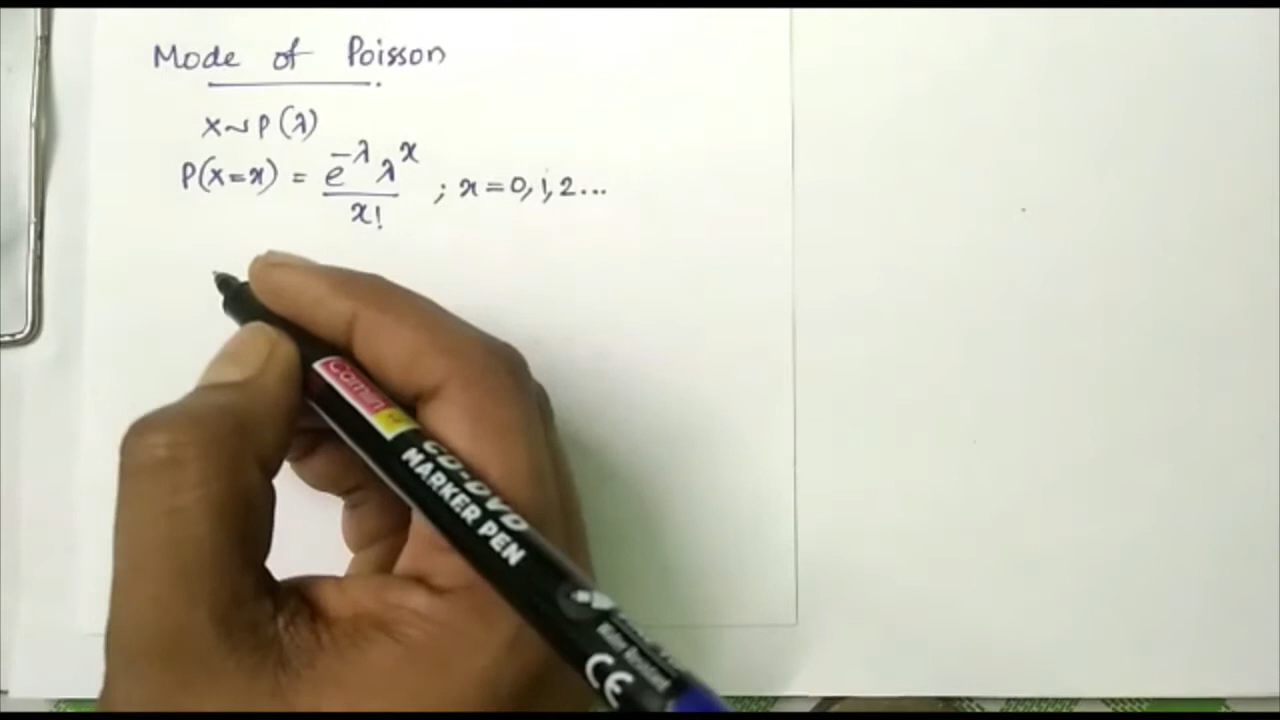 Mode of Poisson
X~P(λ)
P(X=x) = e^-λ λ^x / x! ; x=0,1,2...
Camlin
CD-DVD
MARKER PEN
CE